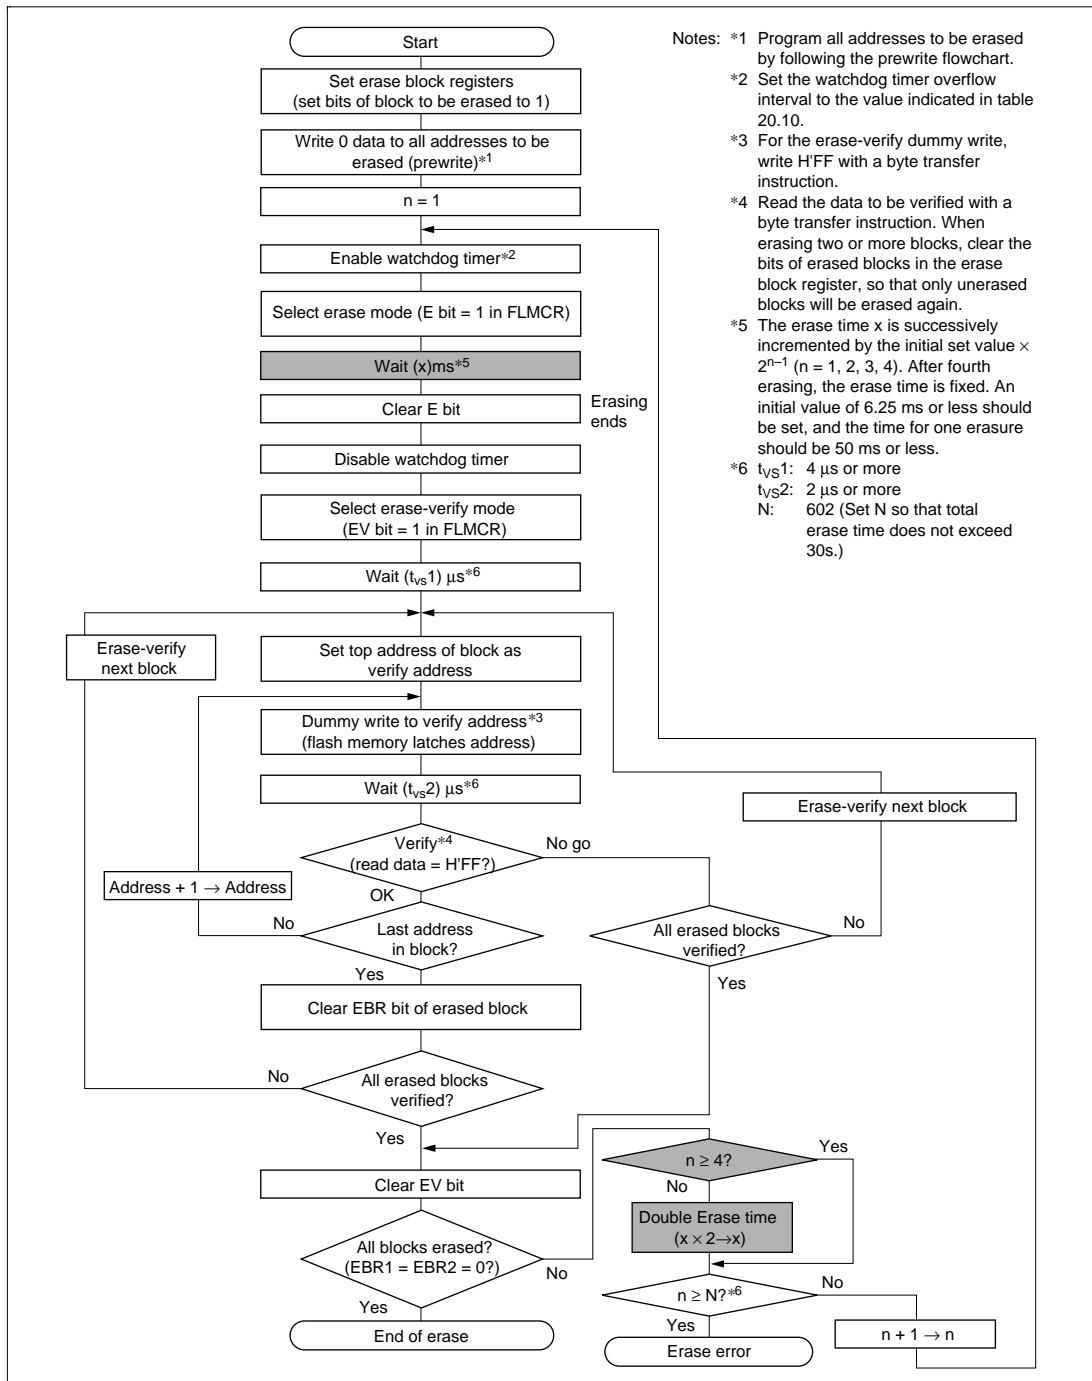 Start
Set erase block registers
(set bits of block to be erased to 1)
Write 0 data to all addresses to be
erased (prewrite)*1
n = 1
Enable watchdog timer*2
Select erase mode (E bit = 1 in FLMCR)
Wait (x)ms*5
Clear E bit
Erasing
ends
Disable watchdog timer
Select erase-verify mode
(EV bit = 1 in FLMCR)
Wait (tvs1) μs*6
Erase-verify
next block
Set top address of block as
verify address
Dummy write to verify address*3
(flash memory latches address)
Wait (tvs2) μs*6
Erase-verify next block
Verify*4
(read data = H'FF?)
No go
OK
Address + 1 → Address
No
Last address
in block?
Yes
All erased blocks
verified?
No
Yes
Clear EBR bit of erased block
No
All erased blocks
verified?
Yes
Clear EV bit
n ≥ 4?
Yes
No
Double Erase time
(x × 2→x)
All blocks erased?
(EBR1 = EBR2 = 0?)
No
Yes
End of erase
n ≥ N?*6
No
Yes
Erase error
n + 1 → n
Notes: *1 Program all addresses to be erased
by following the prewrite flowchart.
*2 Set the watchdog timer overflow
interval to the value indicated in table
20.10.
*3 For the erase-verify dummy write,
write H'FF with a byte transfer
instruction.
*4 Read the data to be verified with a
byte transfer instruction. When
erasing two or more blocks, clear the
bits of erased blocks in the erase
block register, so that only unerased
blocks will be erased again.
*5 The erase time x is successively
incremented by the initial set value ×
2n–1 (n = 1, 2, 3, 4). After fourth
erasing, the erase time is fixed. An
initial value of 6.25 ms or less should
be set, and the time for one erasure
should be 50 ms or less.
*6 tVS1: 4 μs or more
tVS2: 2 μs or more
N: 602 (Set N so that total
erase time does not exceed
30s.)